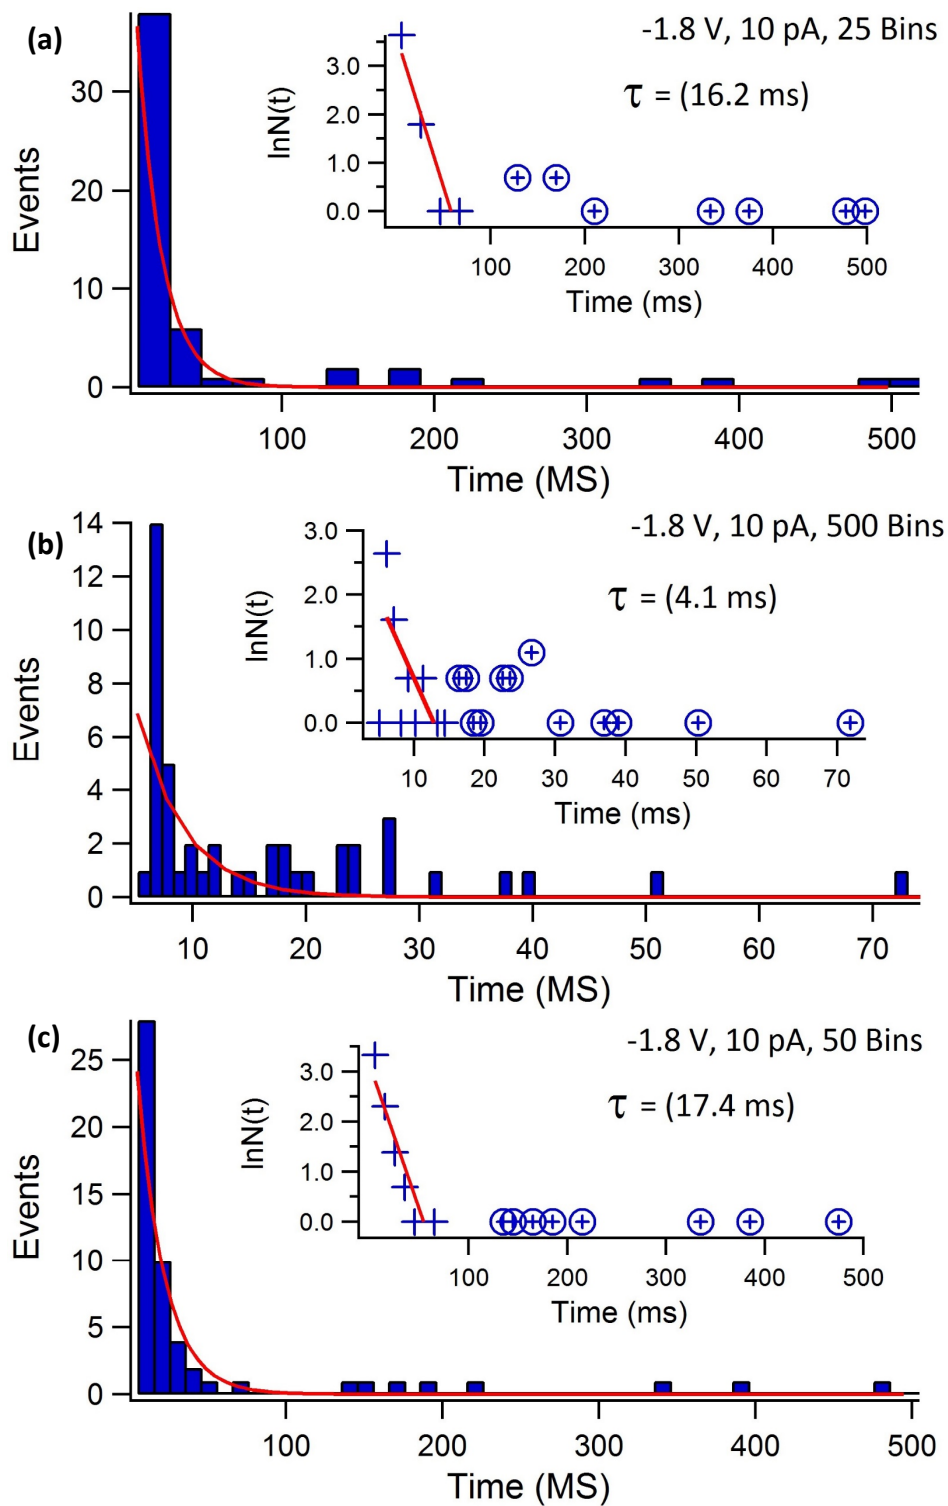 (a)
-1.8 V, 10 pA, 25 Bins
τ = (16.2 ms)
lnN(t)
3.0
2.0
1.0
0.0
100 200 300 400 500
Time (ms)
Events
30
20
10
0
100 200 300 400 500
Time (MS)
(b)
-1.8 V, 10 pA, 500 Bins
τ = (4.1 ms)
lnN(t)
3.0
2.0
1.0
0.0
10 20 30 40 50 60 70
Time (ms)
Events
14
12
10
8
6
4
2
0
10 20 30 40 50 60 70
Time (MS)
(c)
-1.8 V, 10 pA, 50 Bins
τ = (17.4 ms)
lnN(t)
3.0
2.0
1.0
0.0
100 200 300 400 500
Time (ms)
Events
25
20
15
10
5
0
100 200 300 400 500
Time (MS)